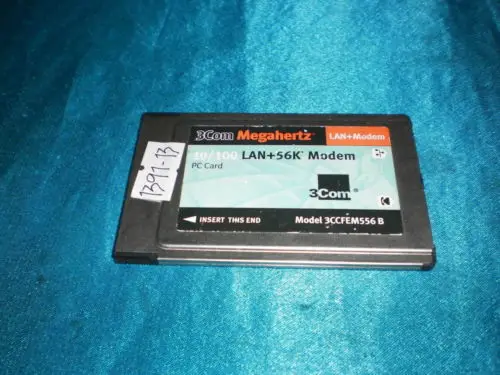 3Com Megahertz® LAN+Modem
10/100 LAN+56K* Modem
PC Card
3Com®
INSERT THIS END Model 3CCFEM556 B
1391-13